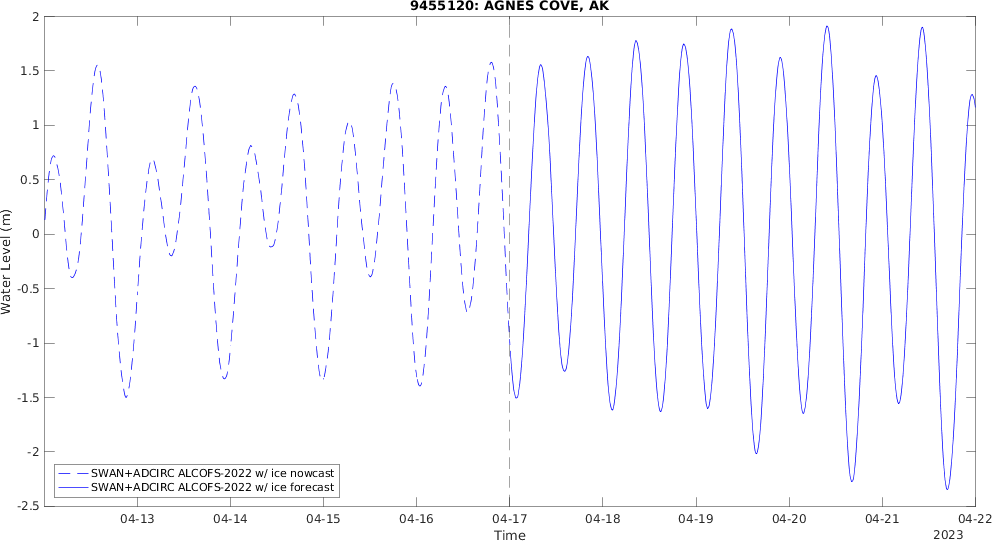 9455120: AGNES COVE, AK
Water Level (m)
2
1.5
1
0.5
0
-0.5
-1
-1.5
-2
-2.5
SWAN+ADCIRC ALCOFS-2022 w/ ice nowcast
SWAN+ADCIRC ALCOFS-2022 w/ ice forecast
04-13 04-14 04-15 04-16 04-17 04-18 04-19 04-20 04-21 04-22
Time
2023